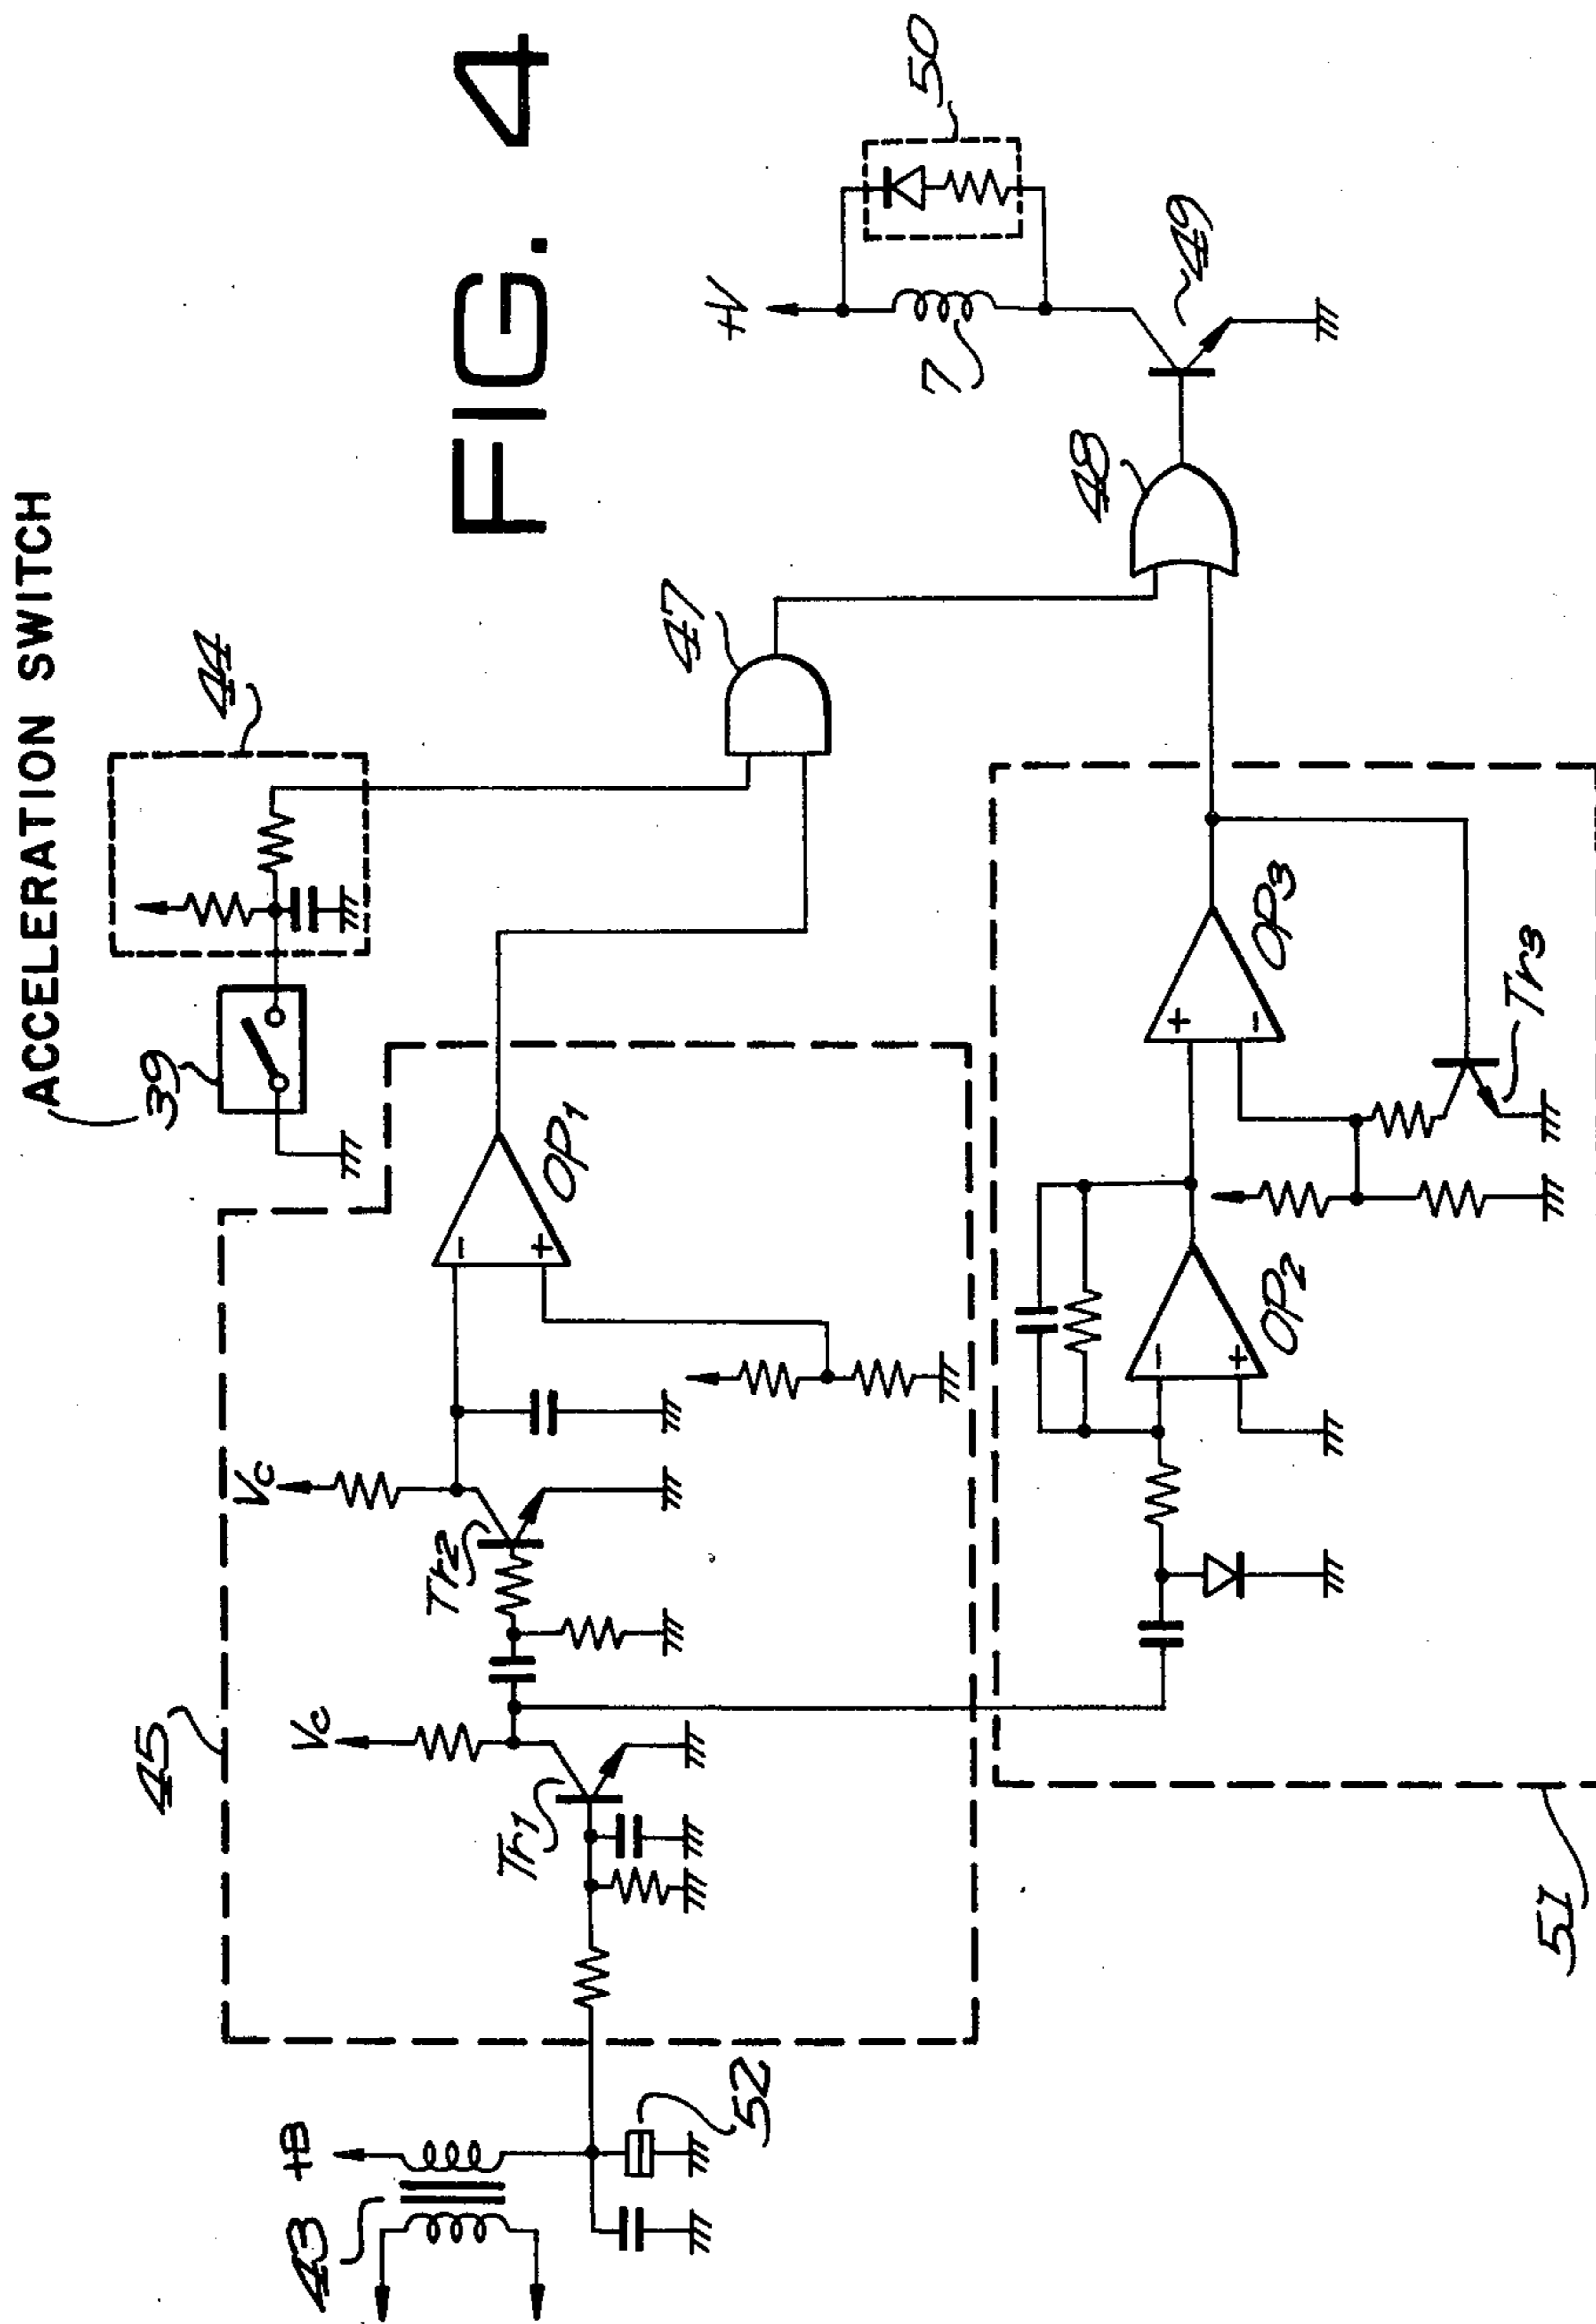 FIG. 4
ACCELERATION SWITCH
39
44
45
47
48
49
50
7
+V
Vc
Vc
Tr1
Tr2
OP1
OP2
OP3
Tr3
+B
43
52
51
- +
- +
+ -